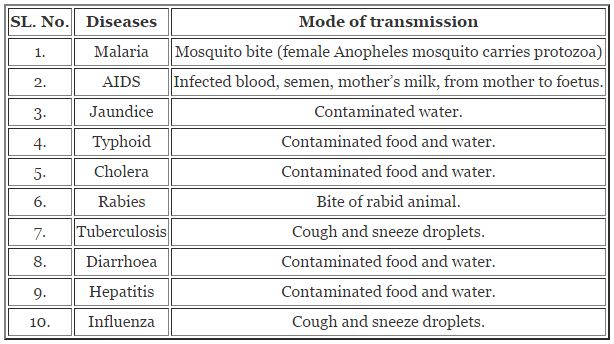 SL. No. Diseases Mode of transmission
1. Malaria Mosquito bite (female Anopheles mosquito carries protozoa)
2. AIDS Infected blood, semen, mother's milk, from mother to foetus.
3. Jaundice Contaminated water.
4. Typhoid Contaminated food and water.
5. Cholera Contaminated food and water.
6. Rabies Bite of rabid animal.
7. Tuberculosis Cough and sneeze droplets.
8. Diarrhoea Contaminated food and water.
9. Hepatitis Contaminated food and water.
10. Influenza Cough and sneeze droplets.